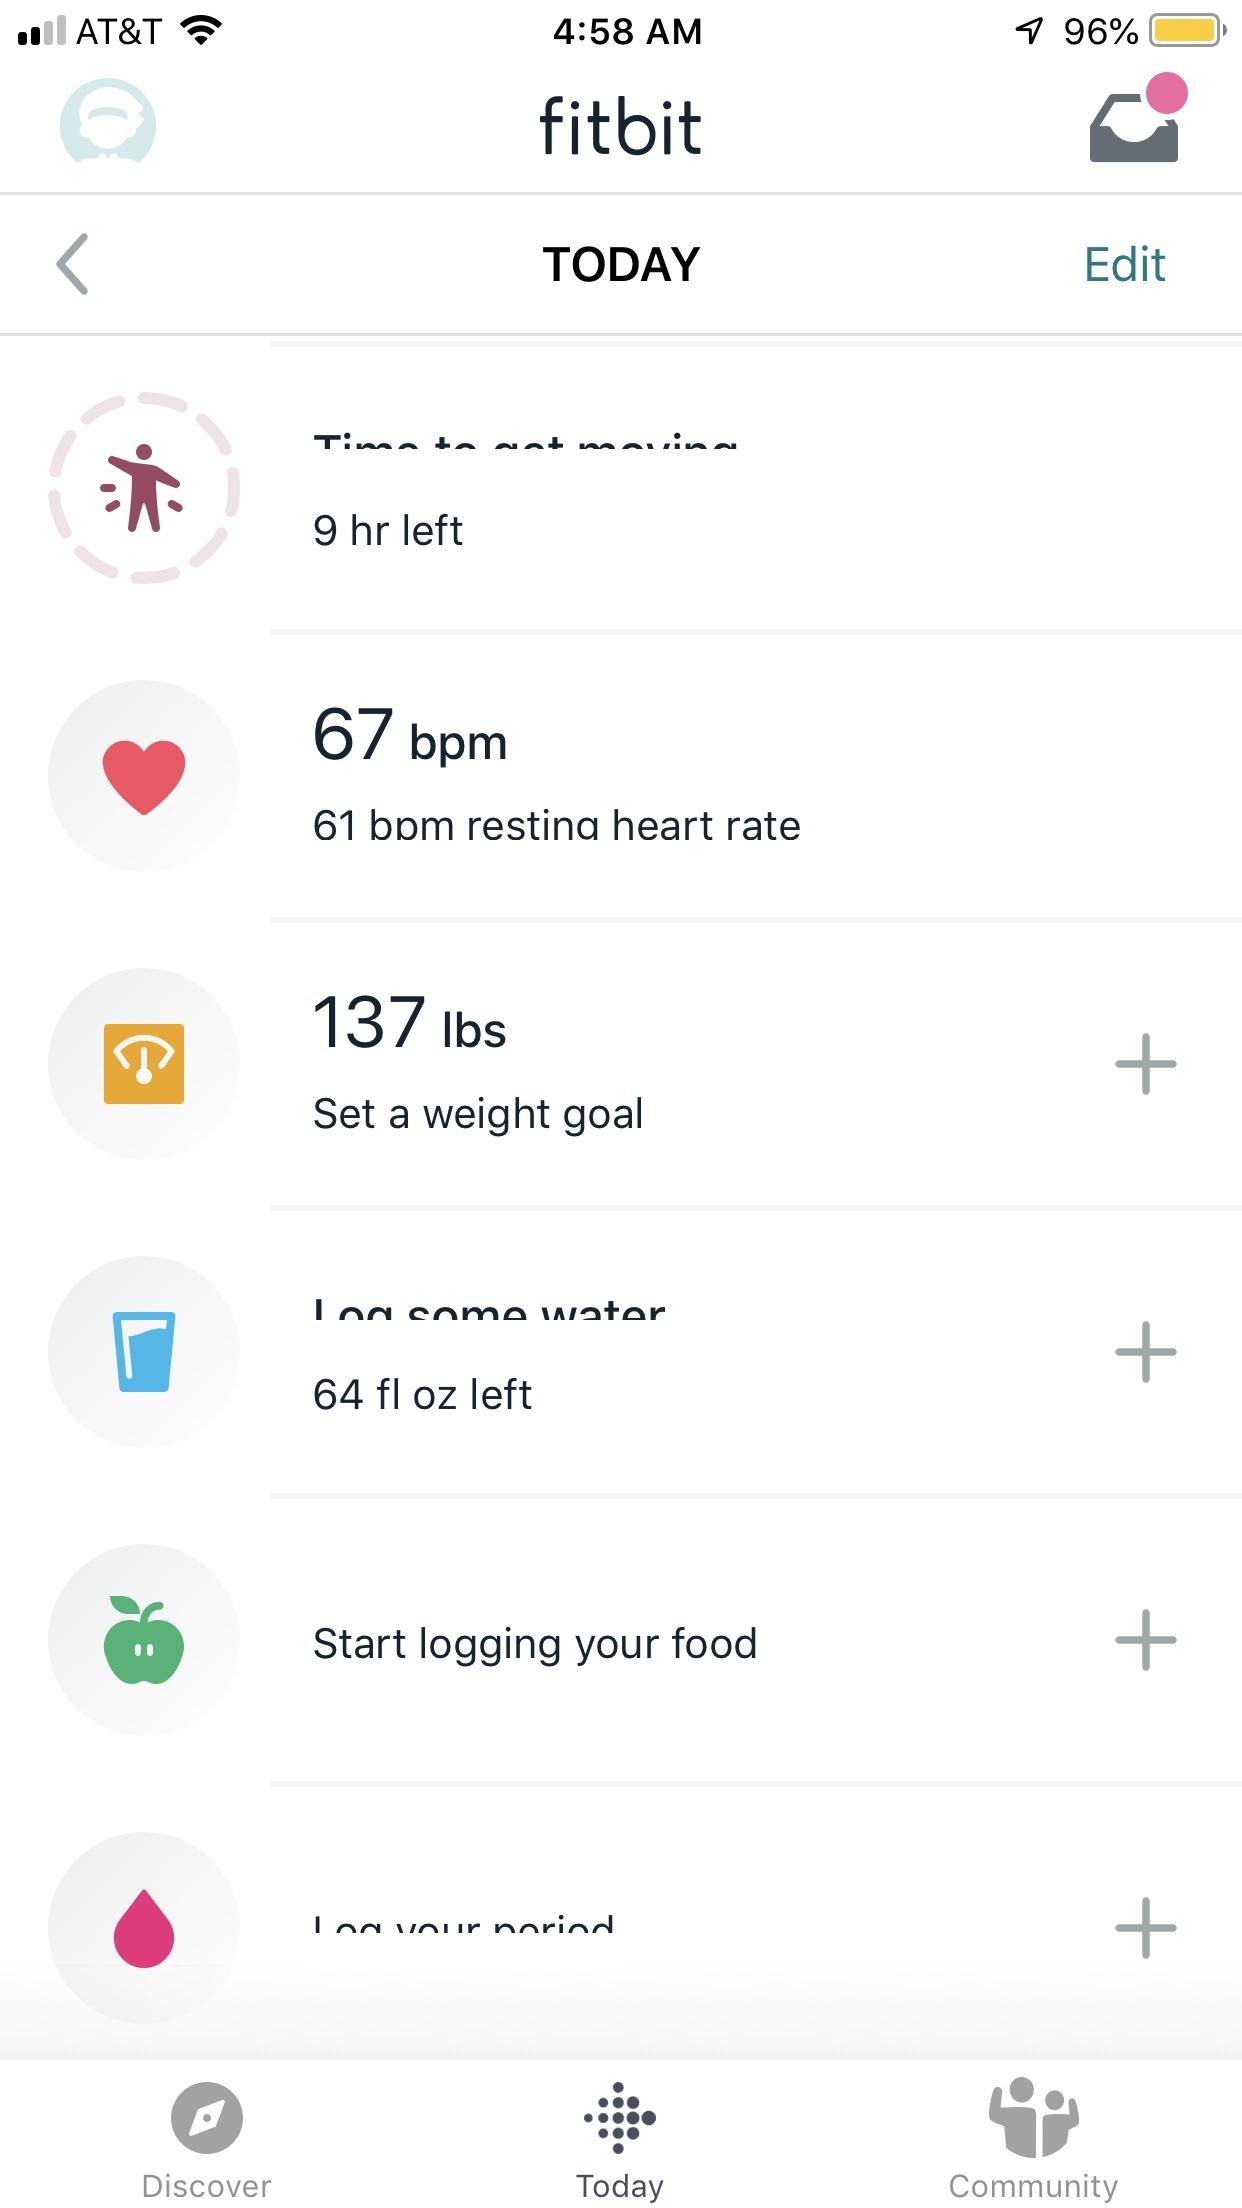 AT&T 4:58 AM 96%
fitbit
TODAY Edit
Time to get moving
9 hr left
67 bpm
61 bpm resting heart rate
137 lbs
Set a weight goal
Log some water
64 fl oz left
Start logging your food
Log your period
Discover Today Community